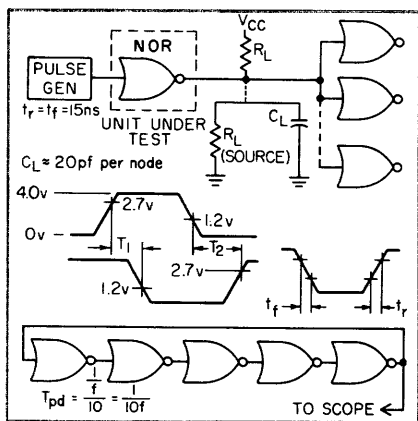 NOR
PULSE
GEN
tr = tf = 15ns
UNIT UNDER
TEST
VCC
RL
RL
(SOURCE)
CL
CL ≈ 20pf per node
4.0v
2.7v
1.2v
0v
T1
T2
1.2v
2.7v
tf
tr
Tpd = 1/f/10 = 1/10f
TO SCOPE